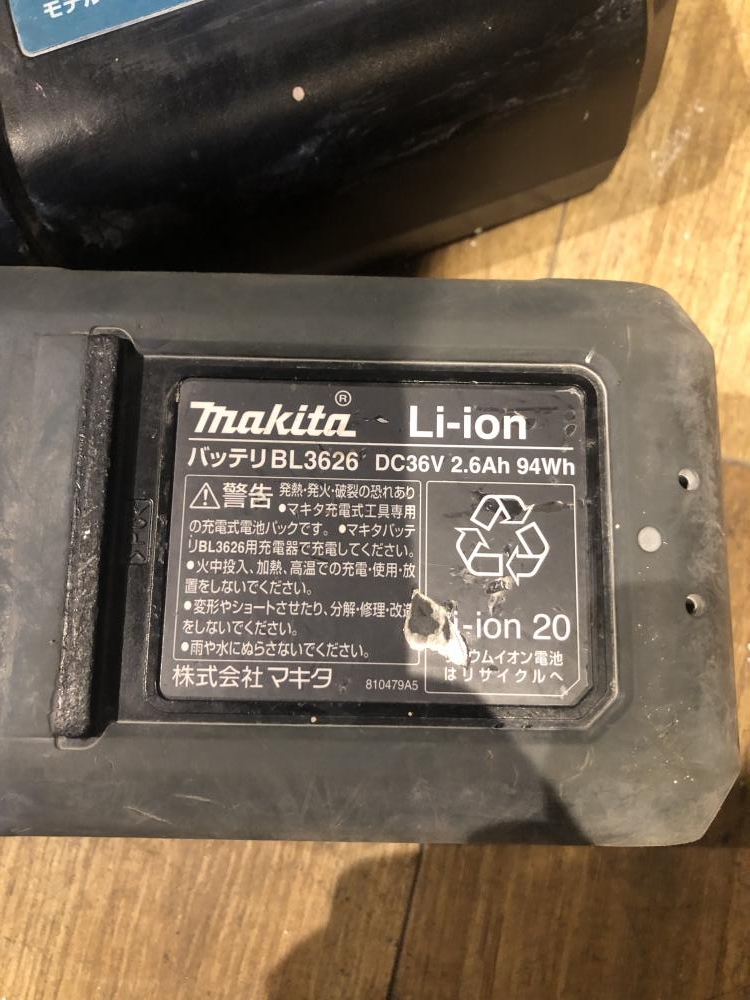 モデル
makita®
Li-ion
バッテリBL3626 DC36V 2.6Ah 94Wh
警告 発熱・発火・破裂の恐れあり
●マキタ充電式工具専用
の充電式電池パックです。●マキタバッテ
リBL3626用充電器で充電してください。
●火中投入、加熱、高温での充電・使用・放
置をしないでください。
●変形やショートさせたり、分解・修理・改造
をしないでください。
●雨や水にぬらさないでください。
株式会社マキタ 810479A5
Li-ion 20
ウムイオン電池
はリサイクルへ